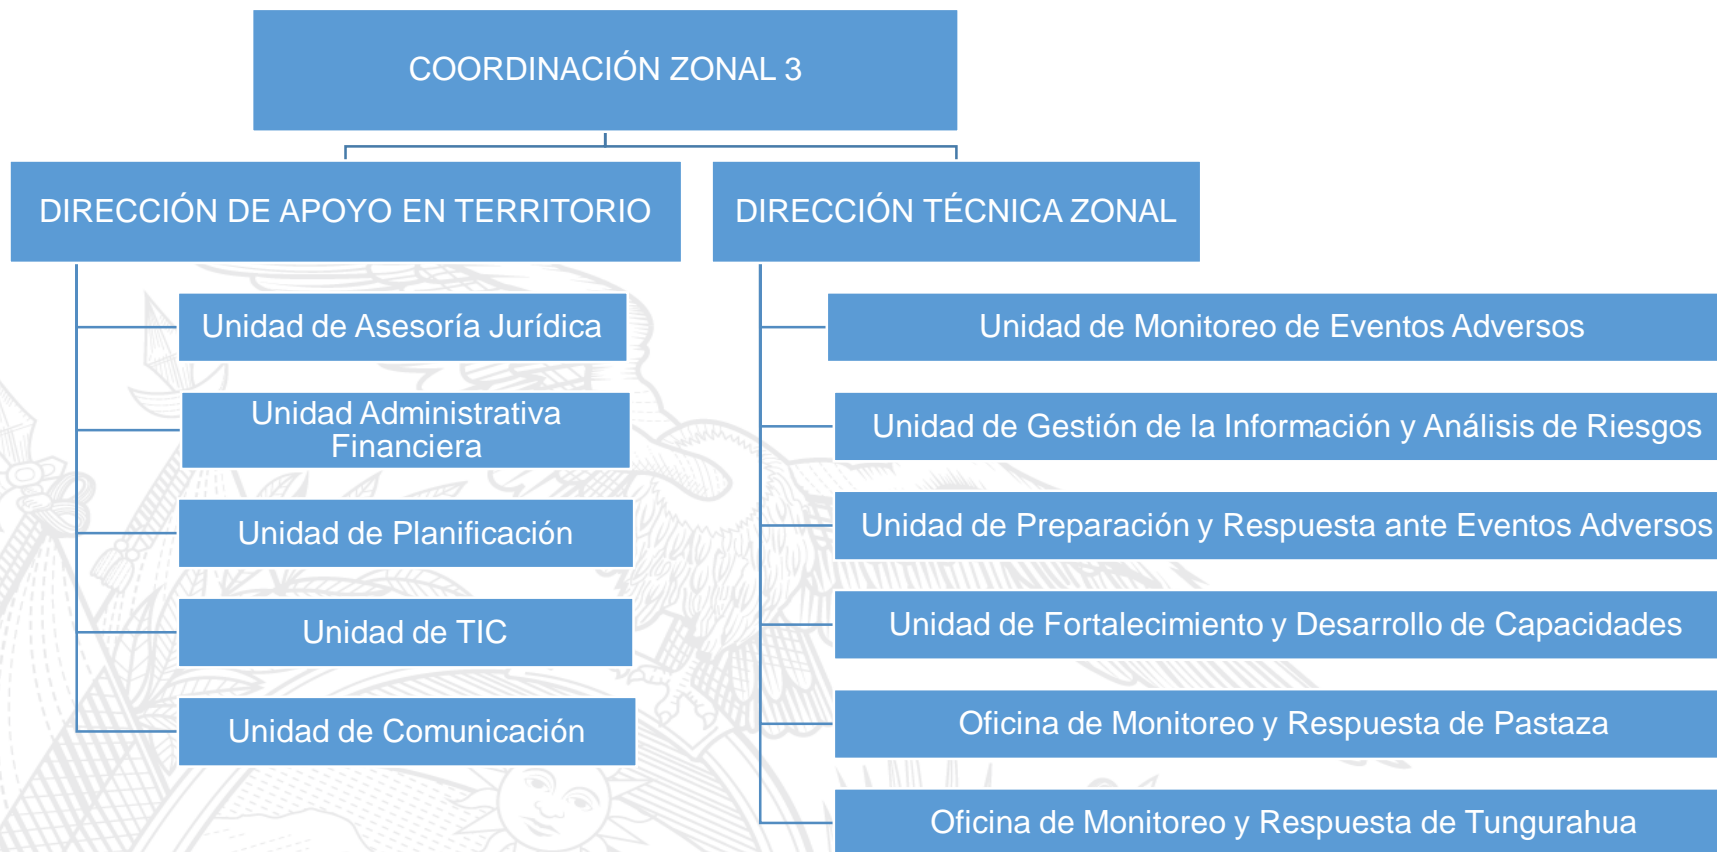 COORDINACIÓN ZONAL 3
DIRECCIÓN DE APOYO EN TERRITORIO
Unidad de Asesoría Jurídica
Unidad Administrativa
Financiera
Unidad de Planificación
Unidad de TIC
Unidad de Comunicación
DIRECCIÓN TÉCNICA ZONAL
Unidad de Monitoreo de Eventos Adversos
Unidad de Gestión de la Información y Análisis de Riesgos
Unidad de Preparación y Respuesta ante Eventos Adversos
Unidad de Fortalecimiento y Desarrollo de Capacidades
Oficina de Monitoreo y Respuesta de Pastaza
Oficina de Monitoreo y Respuesta de Tungurahua